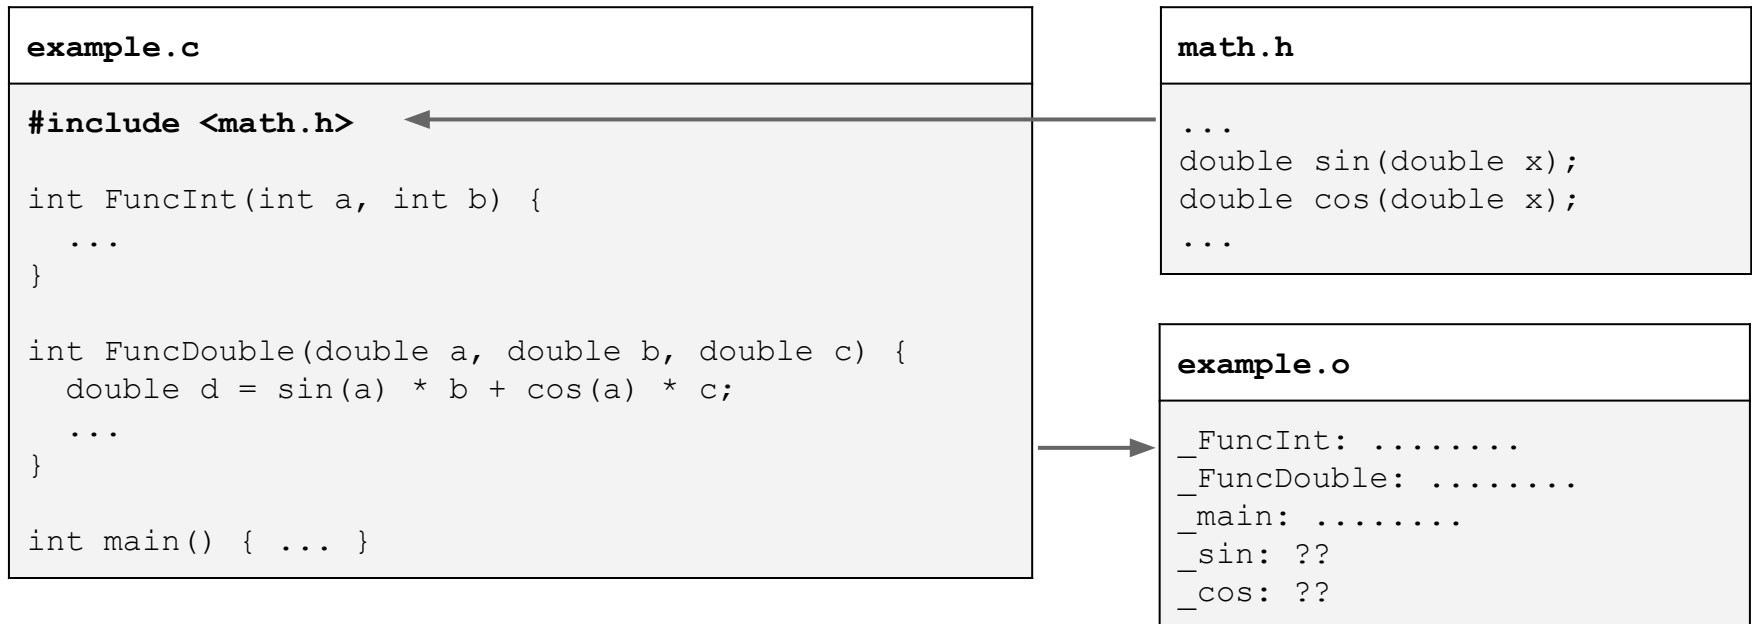 example.c
#include <math.h>
int FuncInt(int a, int b) {
  ...
}
int FuncDouble(double a, double b, double c) {
  double d = sin(a) * b + cos(a) * c;
  ...
}
int main() { ... }
math.h
...
double sin(double x);
double cos(double x);
...
example.o
_FuncInt: ........
_FuncDouble: ........
_main: ........
_sin: ??
_cos: ??